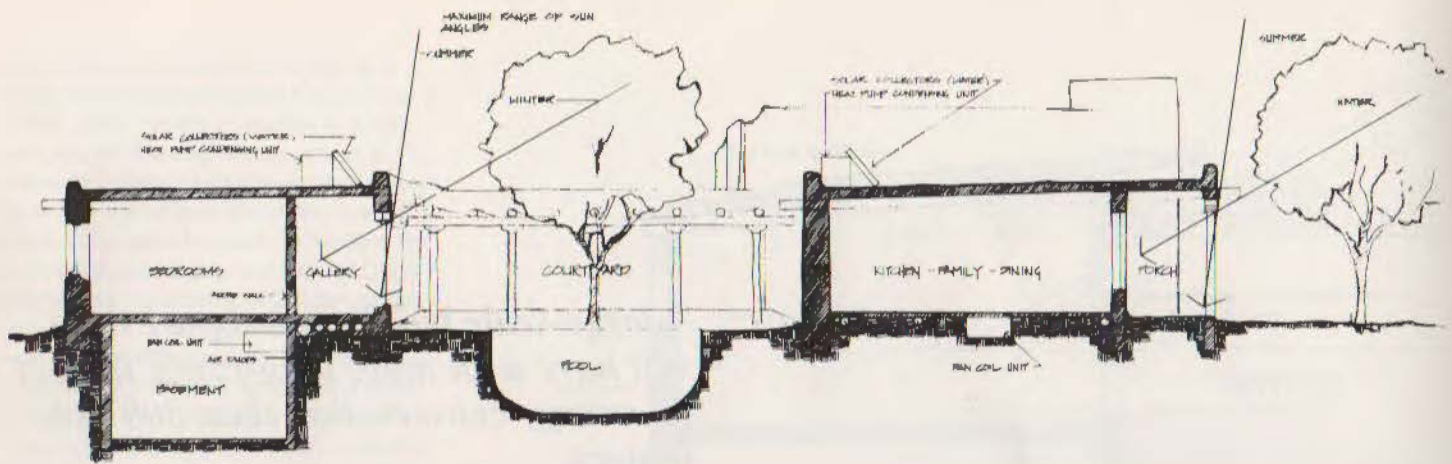 MAXIMUM RANGE OF SUN
ANGLES
SUMMER
WINTER
SOLAR COLLECTORS (WATER)
HEAT PUMP CONDENSING UNIT
SOLAR COLLECTORS (WATER)
HEAT PUMP CONDENSING UNIT
SUMMER
WINTER
BEDROOMS
GALLERY
COURTYARD
KITCHEN - FAMILY - DINING
PORCH
WALL
FAN COIL UNIT
AIR
BASEMENT
POOL
FAN COIL UNIT